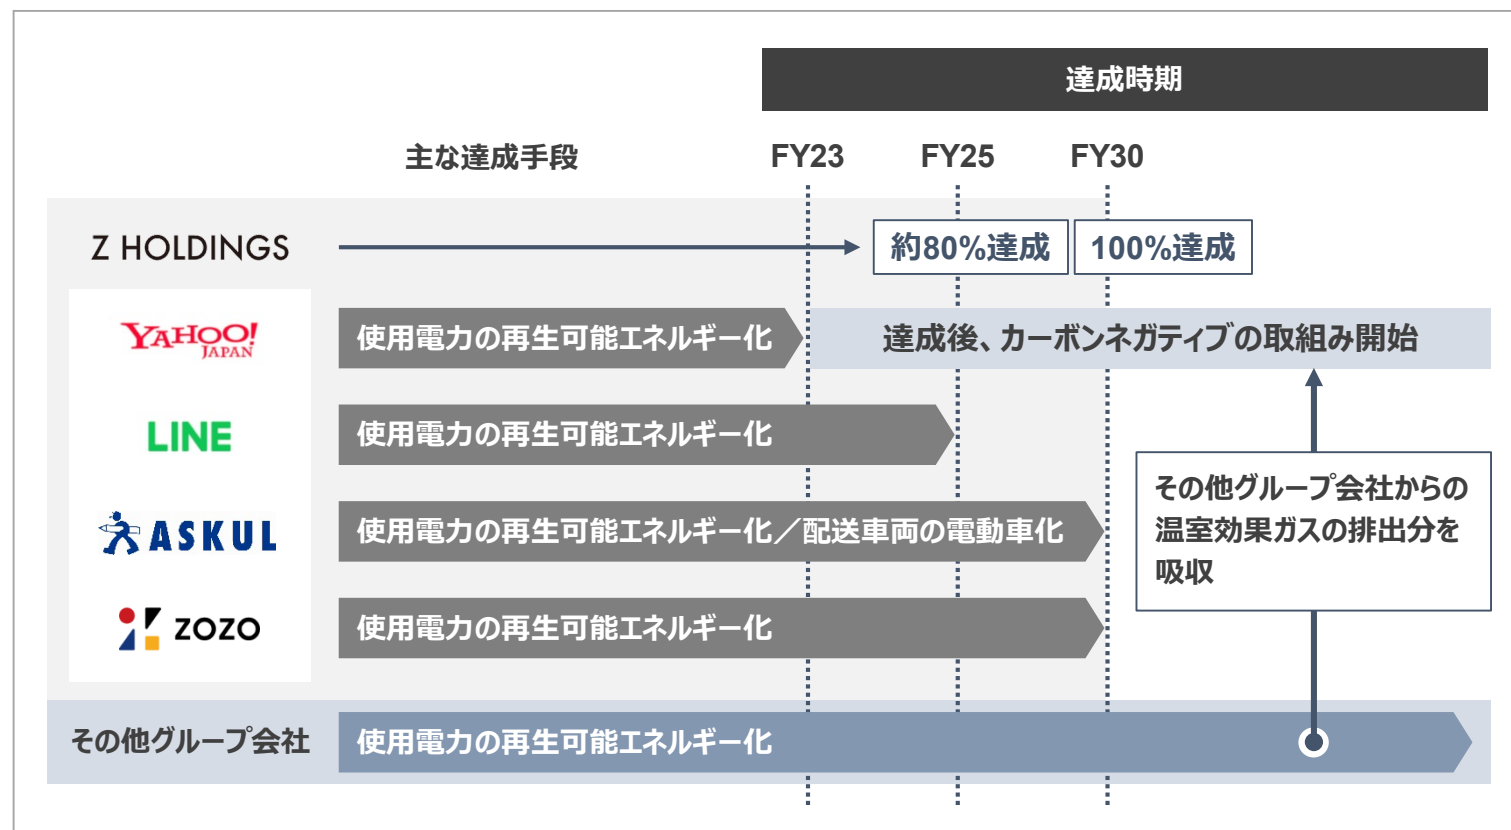 達成時期
主な達成手段
FY23
FY25
FY30
Z HOLDINGS
約80%達成
100%達成
YAHOO!
JAPAN
使用電力の再生可能エネルギー化
達成後、カーボンネガティブの取組み開始
LINE
使用電力の再生可能エネルギー化
ASKUL
使用電力の再生可能エネルギー化／配送車両の電動車化
その他グループ会社からの
温室効果ガスの排出分を
吸収
ZOZO
使用電力の再生可能エネルギー化
その他グループ会社
使用電力の再生可能エネルギー化